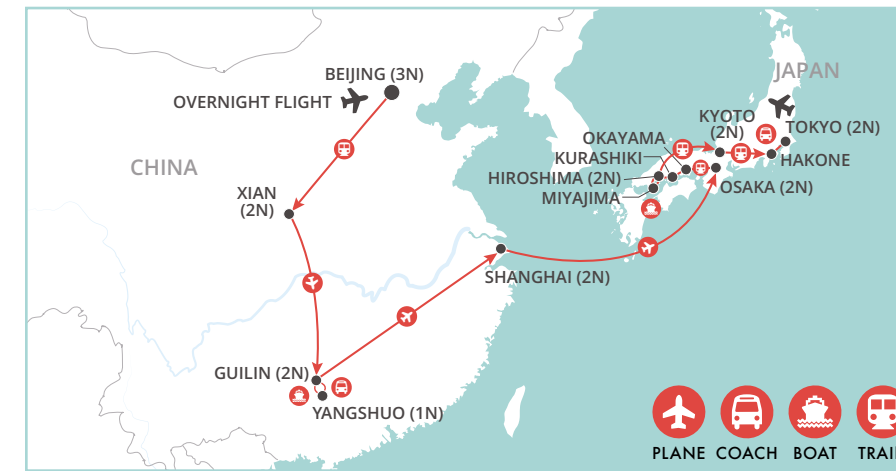 BEIJING (3N)
OVERNIGHT FLIGHT
CHINA
XIAN
(2N)
GUILIN (2N)
YANGSHUO (1N)
SHANGHAI (2N)
JAPAN
KYOTO
(2N)
TOKYO (2N)
OKAYAMA
KURASHIKI
HAKONE
HIROSHIMA (2N)
OSAKA (2N)
MIYAJIMA
PLANE COACH BOAT TRAI